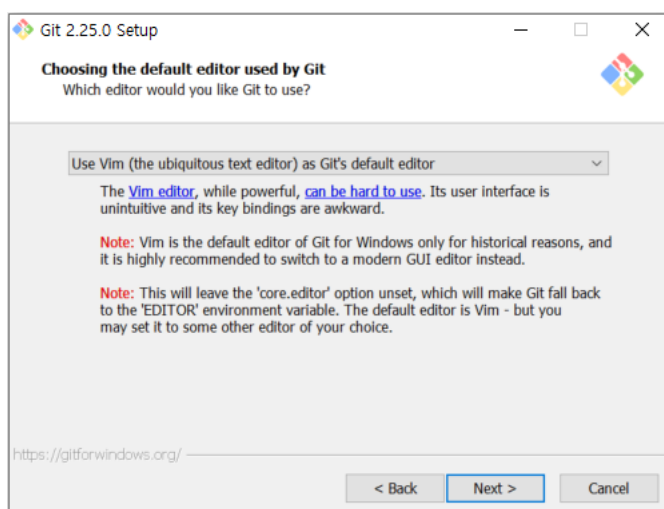 Git 2.25.0 Setup
Choosing the default editor used by Git
Which editor would you like Git to use?
Use Vim (the ubiquitous text editor) as Git's default editor
The Vim editor, while powerful, can be hard to use. Its user interface is
unintuitive and its key bindings are awkward.
Note: Vim is the default editor of Git for Windows only for historical reasons, and
it is highly recommended to switch to a modern GUI editor instead.
Note: This will leave the 'core.editor' option unset, which will make Git fall back
to the 'EDITOR' environment variable. The default editor is Vim - but you
may set it to some other editor of your choice.
https://gitforwindows.org/
< Back Next > Cancel